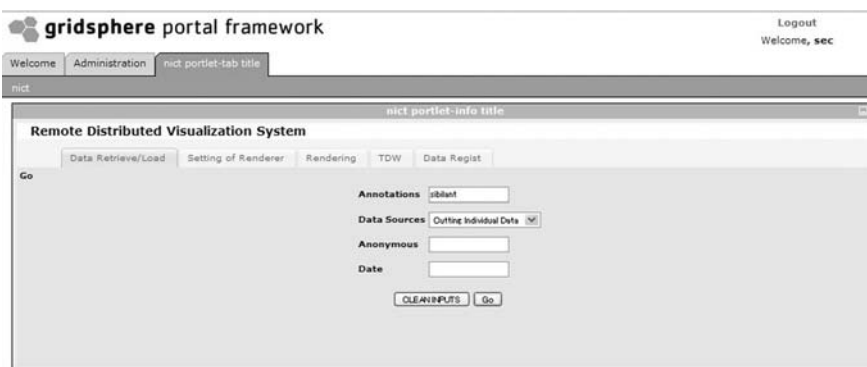 gridsphere portal framework
Logout
Welcome, sec
Welcome Administration nict portlet-tab title
nict
nict portlet-info title
Remote Distributed Visualization System
Data Retrieve/Load Setting of Renderer Rendering TDW Data Regist
Go
Annotations sibilant
Data Sources Outting Individual Data
Anonymous
Date
CLEAN INPUTS Go